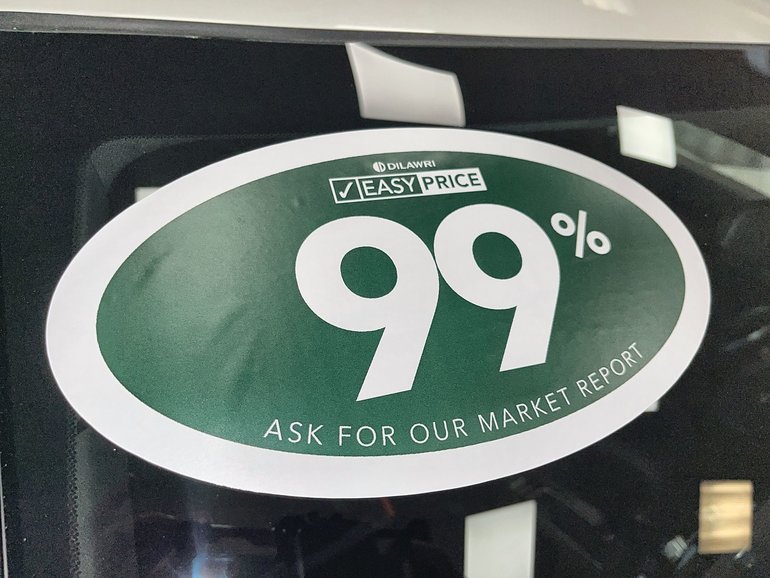 DILAWRI
✓ EASY PRICE
99%
ASK FOR OUR MARKET REPORT